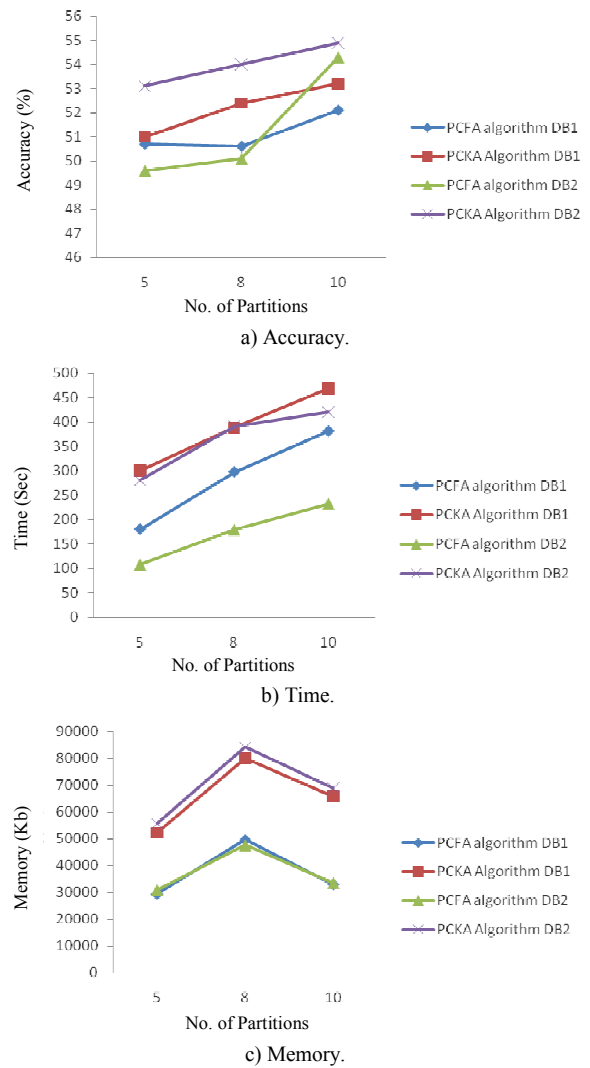 56
55
54
53
52
51
50
49
48
47
46
Accuracy (%)
5 8 10
No. of Partitions
PCFA algorithm DB1
PCKA algorithm DB1
PCFA algorithm DB2
PCKA Algorithm DB2
a) Accuracy.
500
450
400
350
300
250
200
150
100
50
0
Time (Sec)
5 8 10
No. of Partitions
PCFA algorithm DB1
PCKA algorithm DB1
PCFA algorithm DB2
PCKA Algorithm DB2
b) Time.
90000
80000
70000
60000
50000
40000
30000
20000
10000
0
Memory (Kb)
5 8 10
No. of Partitions
PCFA algorithm DB1
PCKA algorithm DB1
PCFA algorithm DB2
PCKA Algorithm DB2
c) Memory.